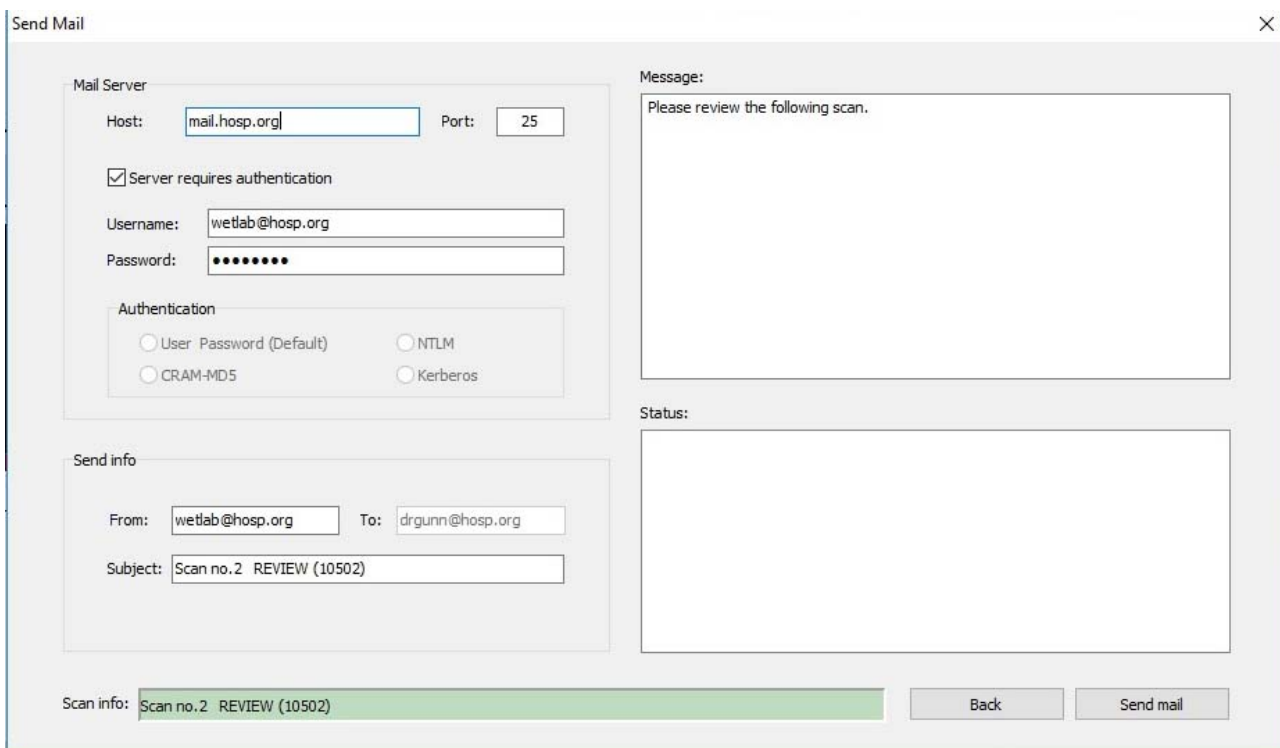 Send Mail
Mail Server
Host: mail.hosp.org Port: 25
Server requires authentication
Username: wetlab@hosp.org
Password: ••••••••
Authentication
User Password (Default) NTLM
CRAM-MD5 Kerberos
Send info
From: wetlab@hosp.org To: drgunn@hosp.org
Subject: Scan no.2 REVIEW (10502)
Message:
Please review the following scan.
Status:
Scan info: Scan no.2 REVIEW (10502) Back Send mail